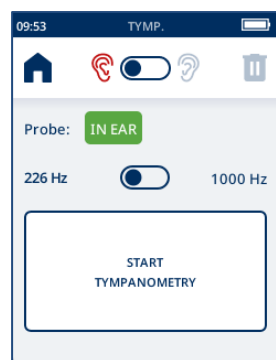 09:53 TYMP.
Probe: IN EAR
226 Hz 1000 Hz
START
TYMPANOMETRY